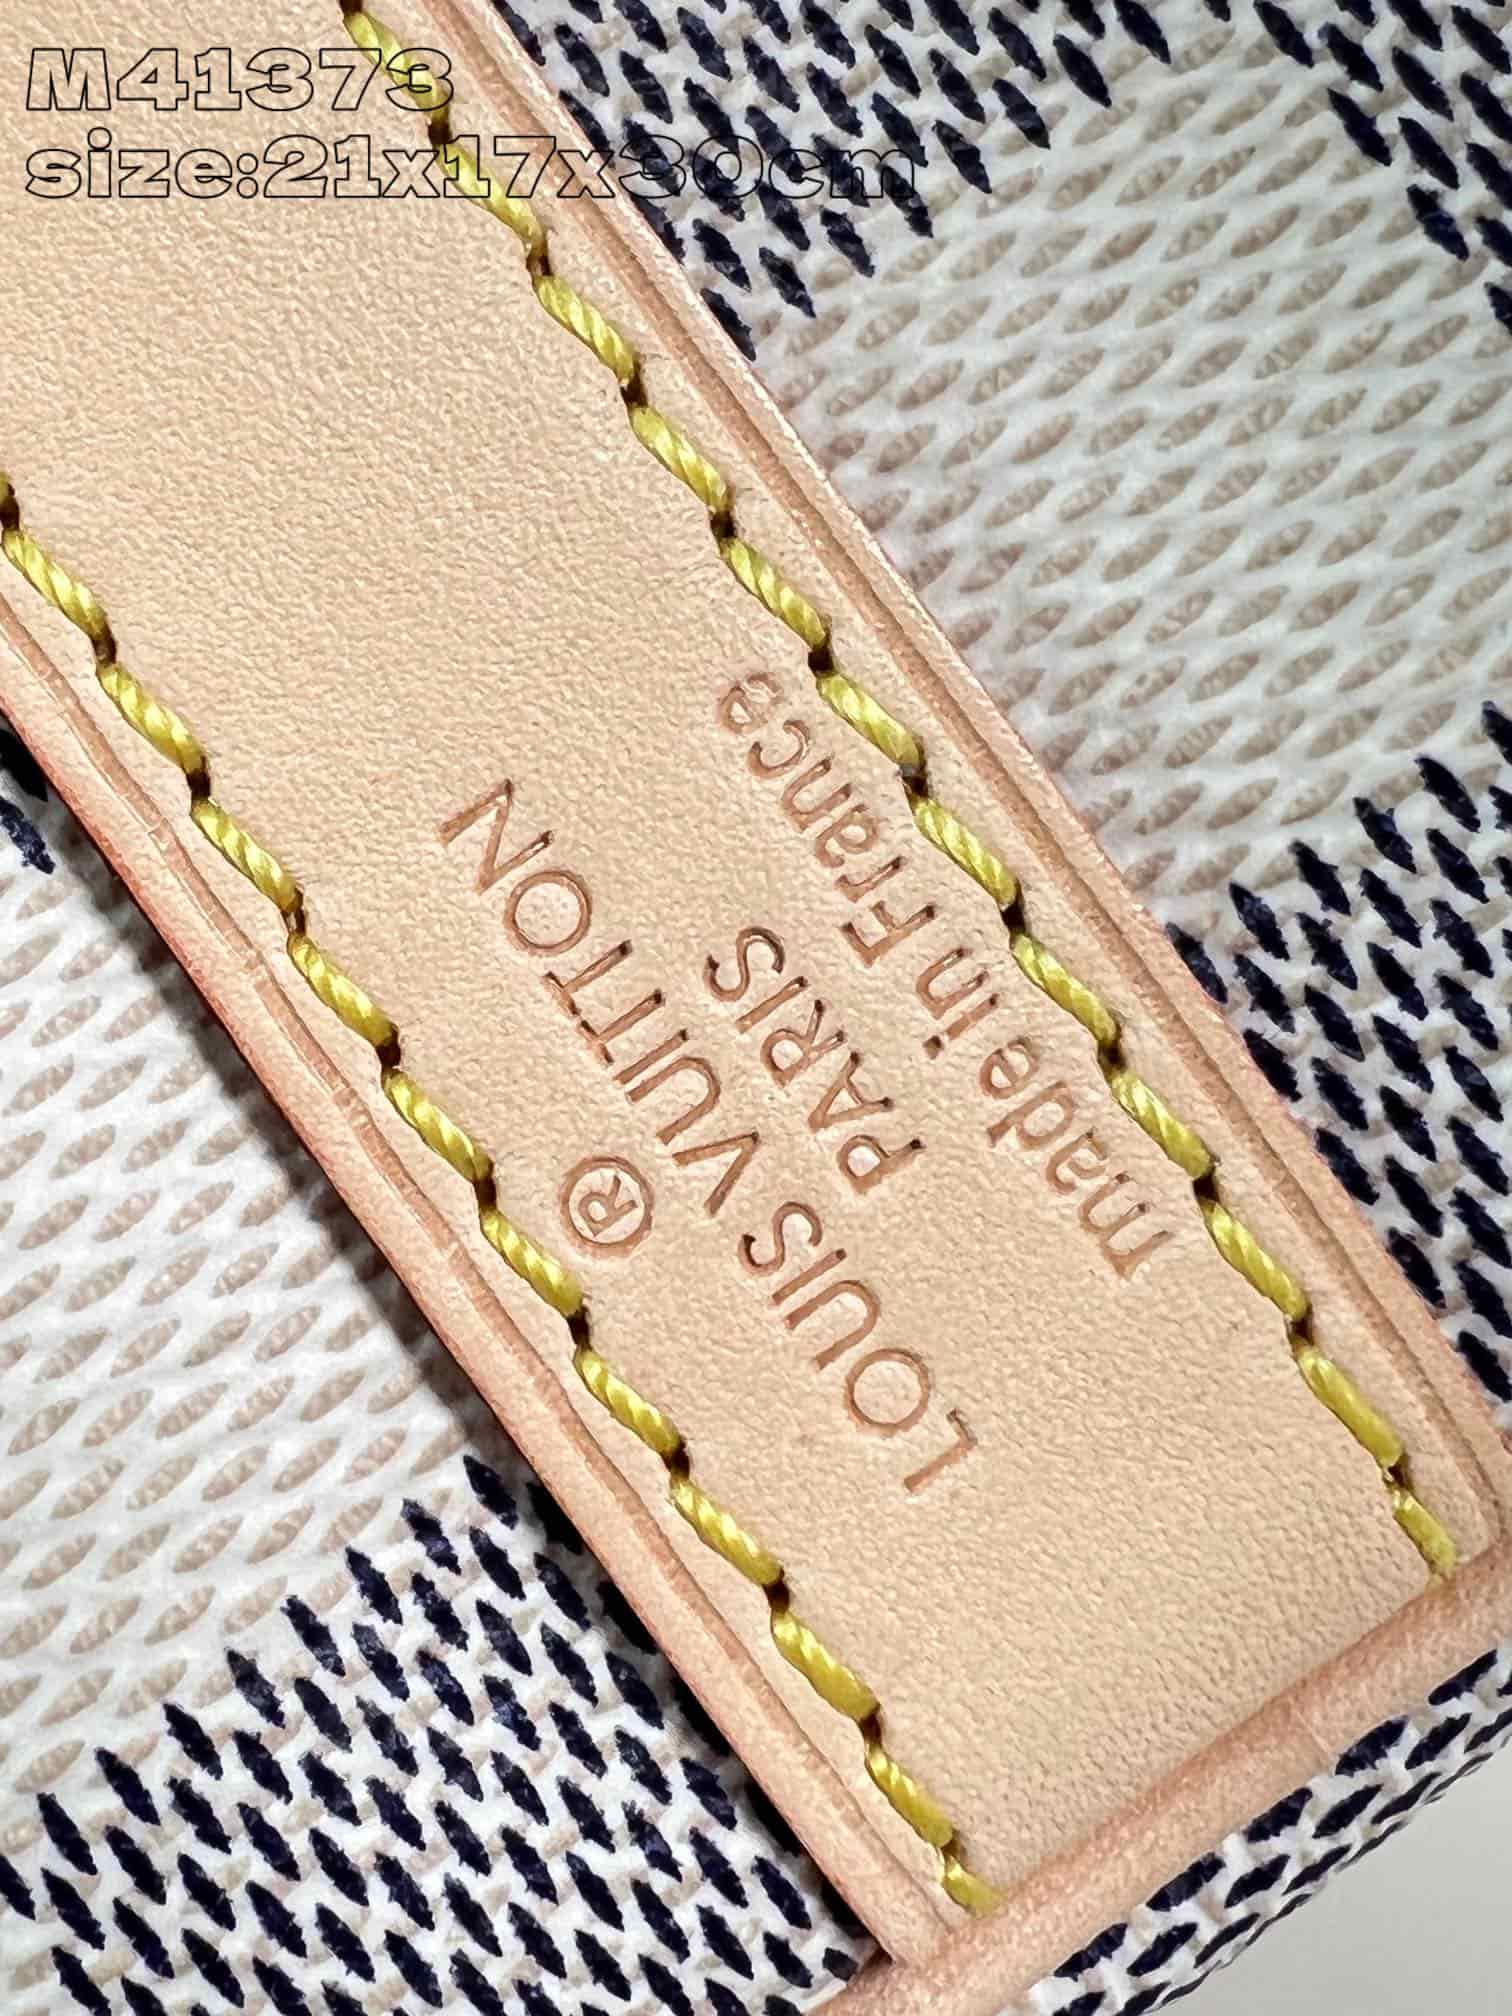 M41373
size:21x17x30cm
®
LOUIS VUITTON
PARIS
made in France